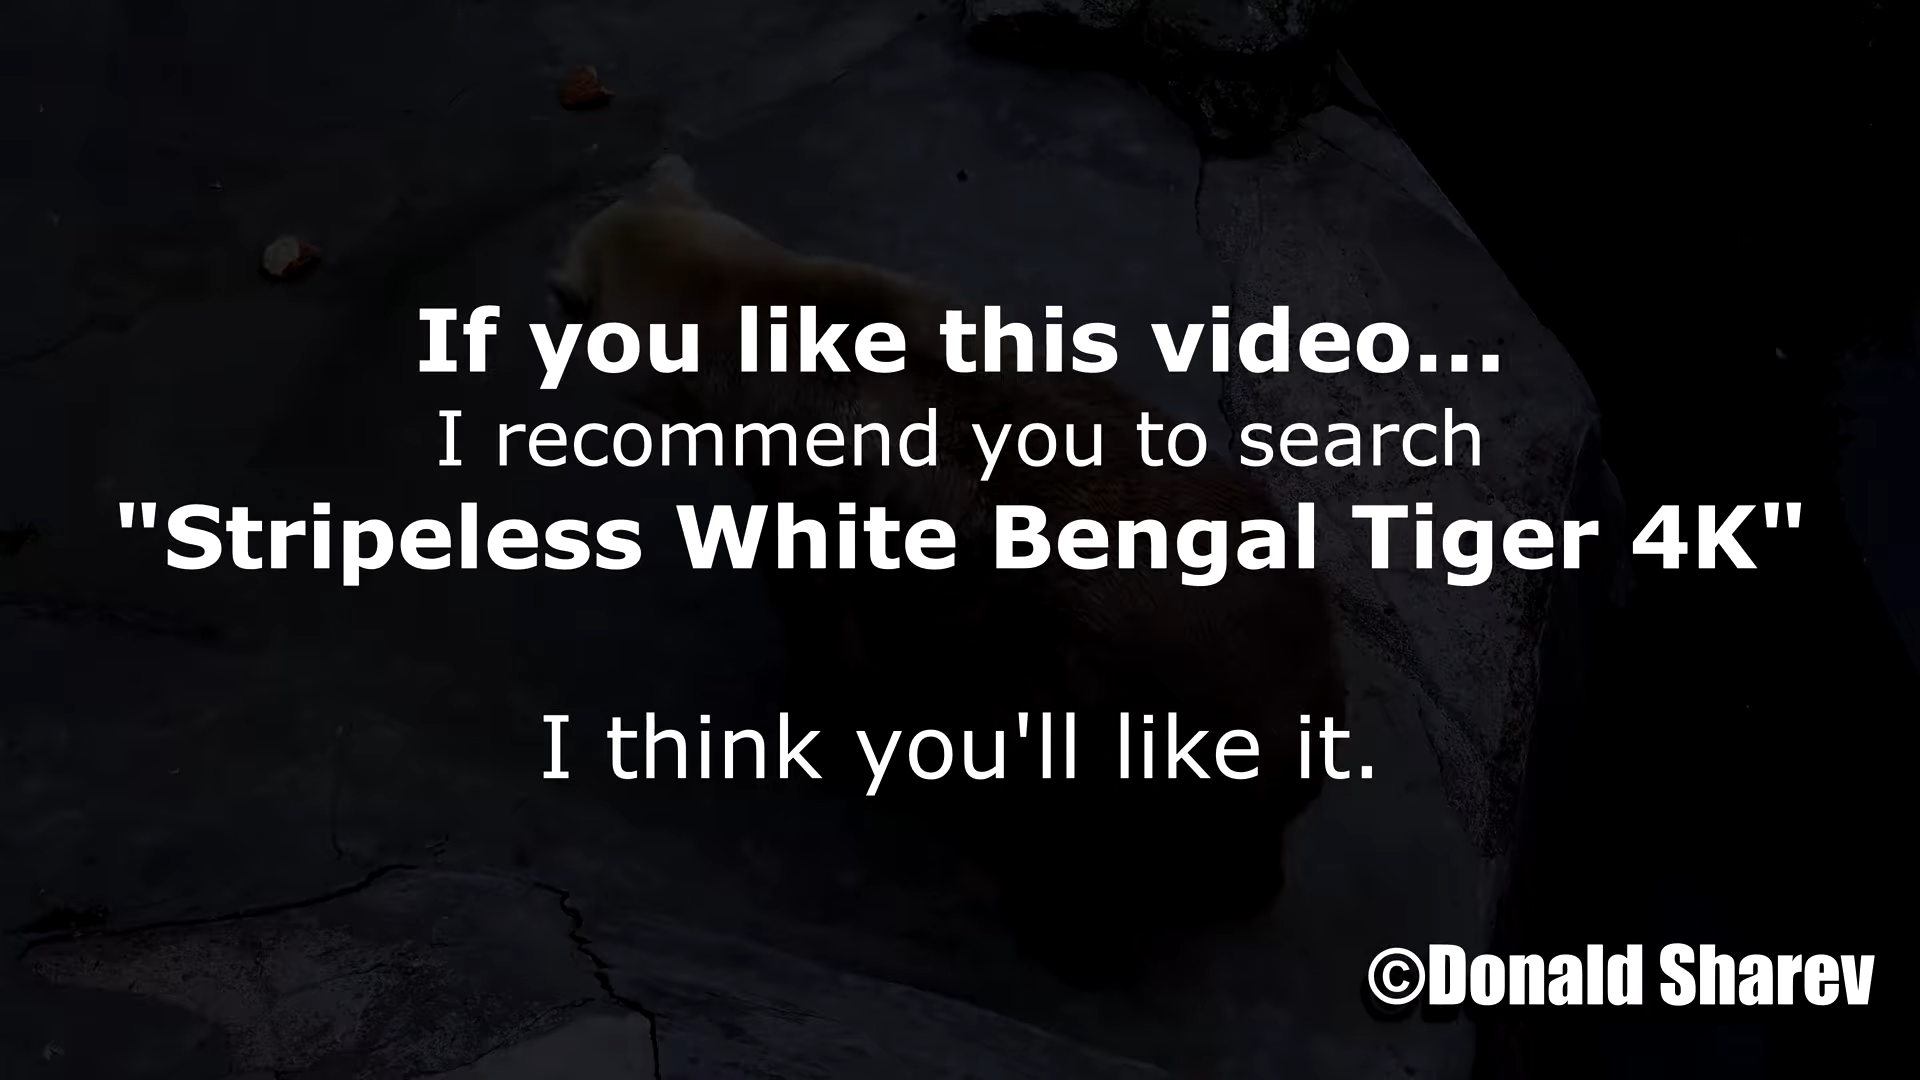 If you like this video...
I recommend you to search
"Stripeless White Bengal Tiger 4K"
I think you'll like it.
©Donald Sharev